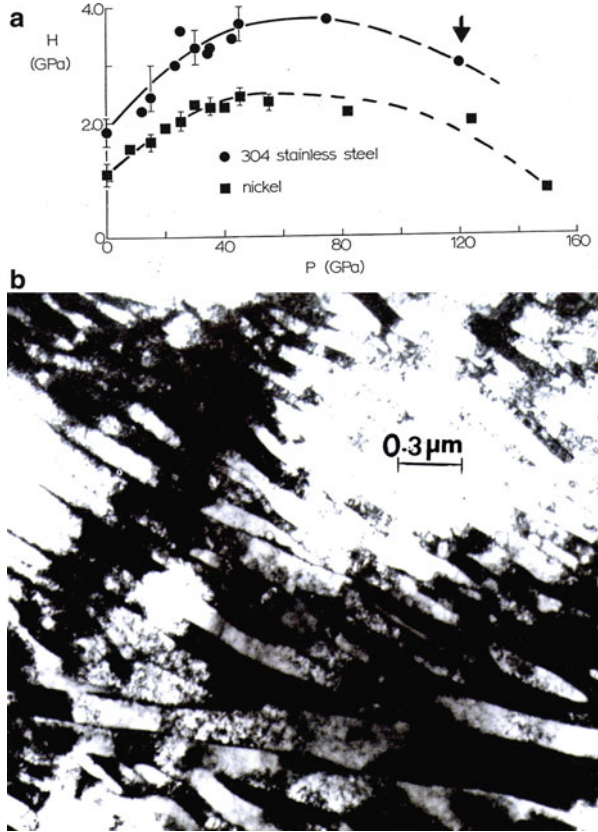 a
H
(GPa)
4.0
2.0
0
● 304 stainless steel
■ nickel
0 40 80 120 160
P (GPa)
b
0.3 μm